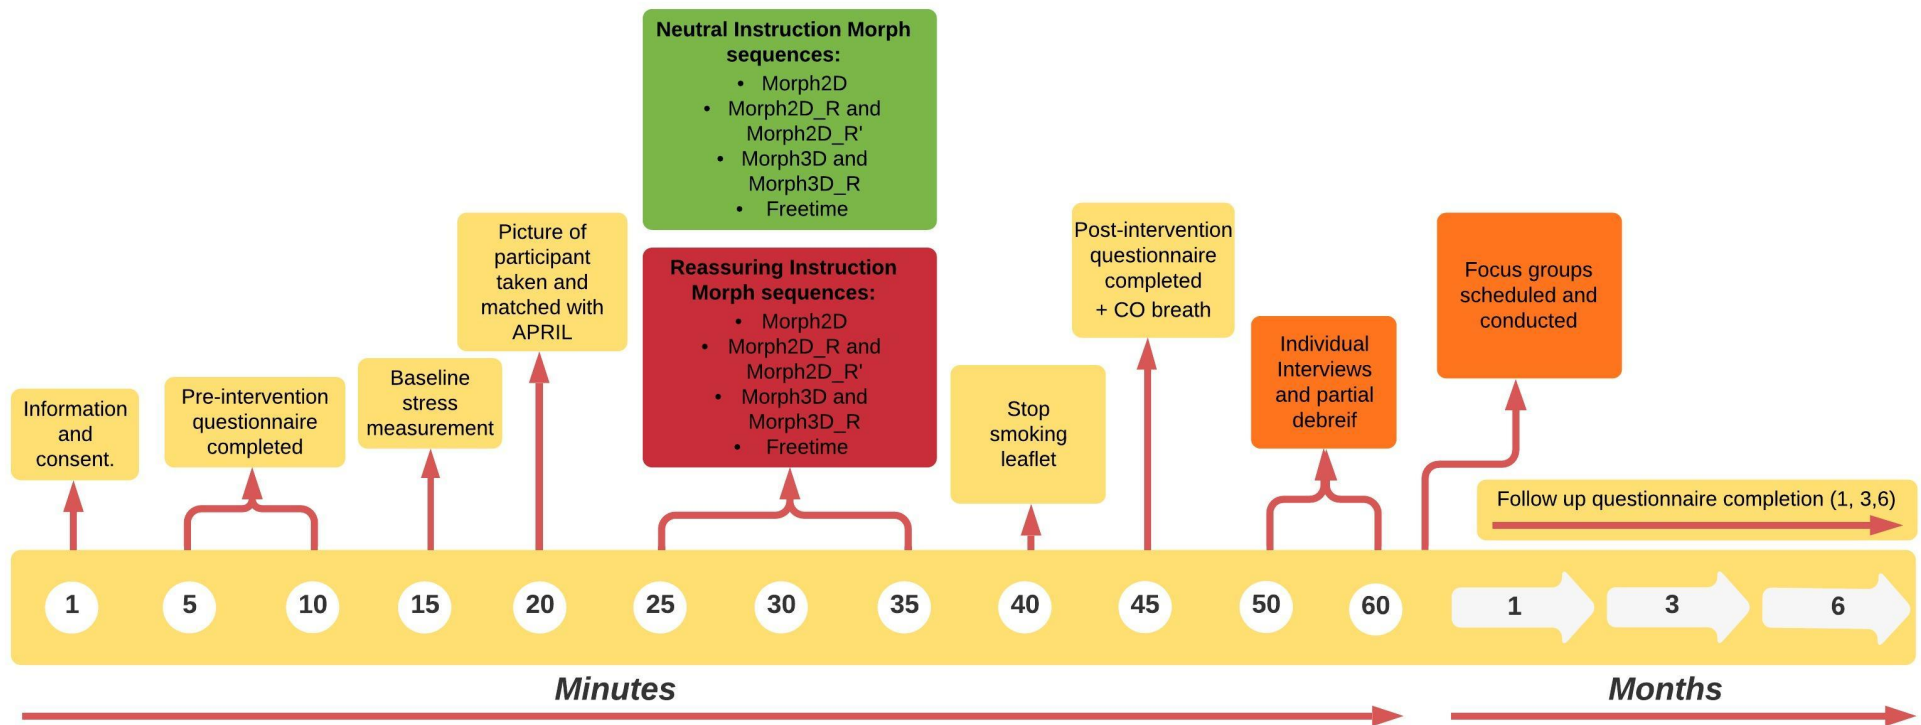 Neutral Instruction Morph
sequences:
• Morph2D
• Morph2D_R and
Morph2D_R'
• Morph3D and
Morph3D_R
• Freetime
Reassuring Instruction
Morph sequences:
• Morph2D
• Morph2D_R and
Morph2D_R'
• Morph3D and
Morph3D_R
• Freetime
Information
and
consent.
Pre-intervention
questionnaire
completed
Baseline
stress
measurement
Picture of
participant
taken and
matched with
APRIL
Stop
smoking
leaflet
Post-intervention
questionnaire
completed
+ CO breath
Individual
Interviews
and partial
debreif
Focus groups
scheduled and
conducted
Follow up questionnaire completion (1, 3,6)
1 5 10 15 20 25 30 35 40 45 50 60 1 3 6
Minutes Months